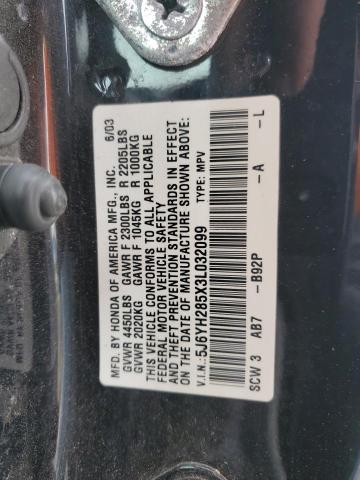 MFD. BY HONDA OF AMERICA MFG., INC. 6/03
GVWR 4450LBS GAWR F 2300LBS R 2205LBS
GVWR 2020KG GAWR F 1045KG R 1000KG
THIS VEHICLE CONFORMS TO ALL APPLICABLE
FEDERAL MOTOR VEHICLE SAFETY
AND THEFT PREVENTION STANDARDS IN EFFECT
ON THE DATE OF MANUFACTURE SHOWN ABOVE.
V.I.N.: 5J6YH285X3L032099 TYPE: MPV
SCW 3 AB7 -B92P -A -L